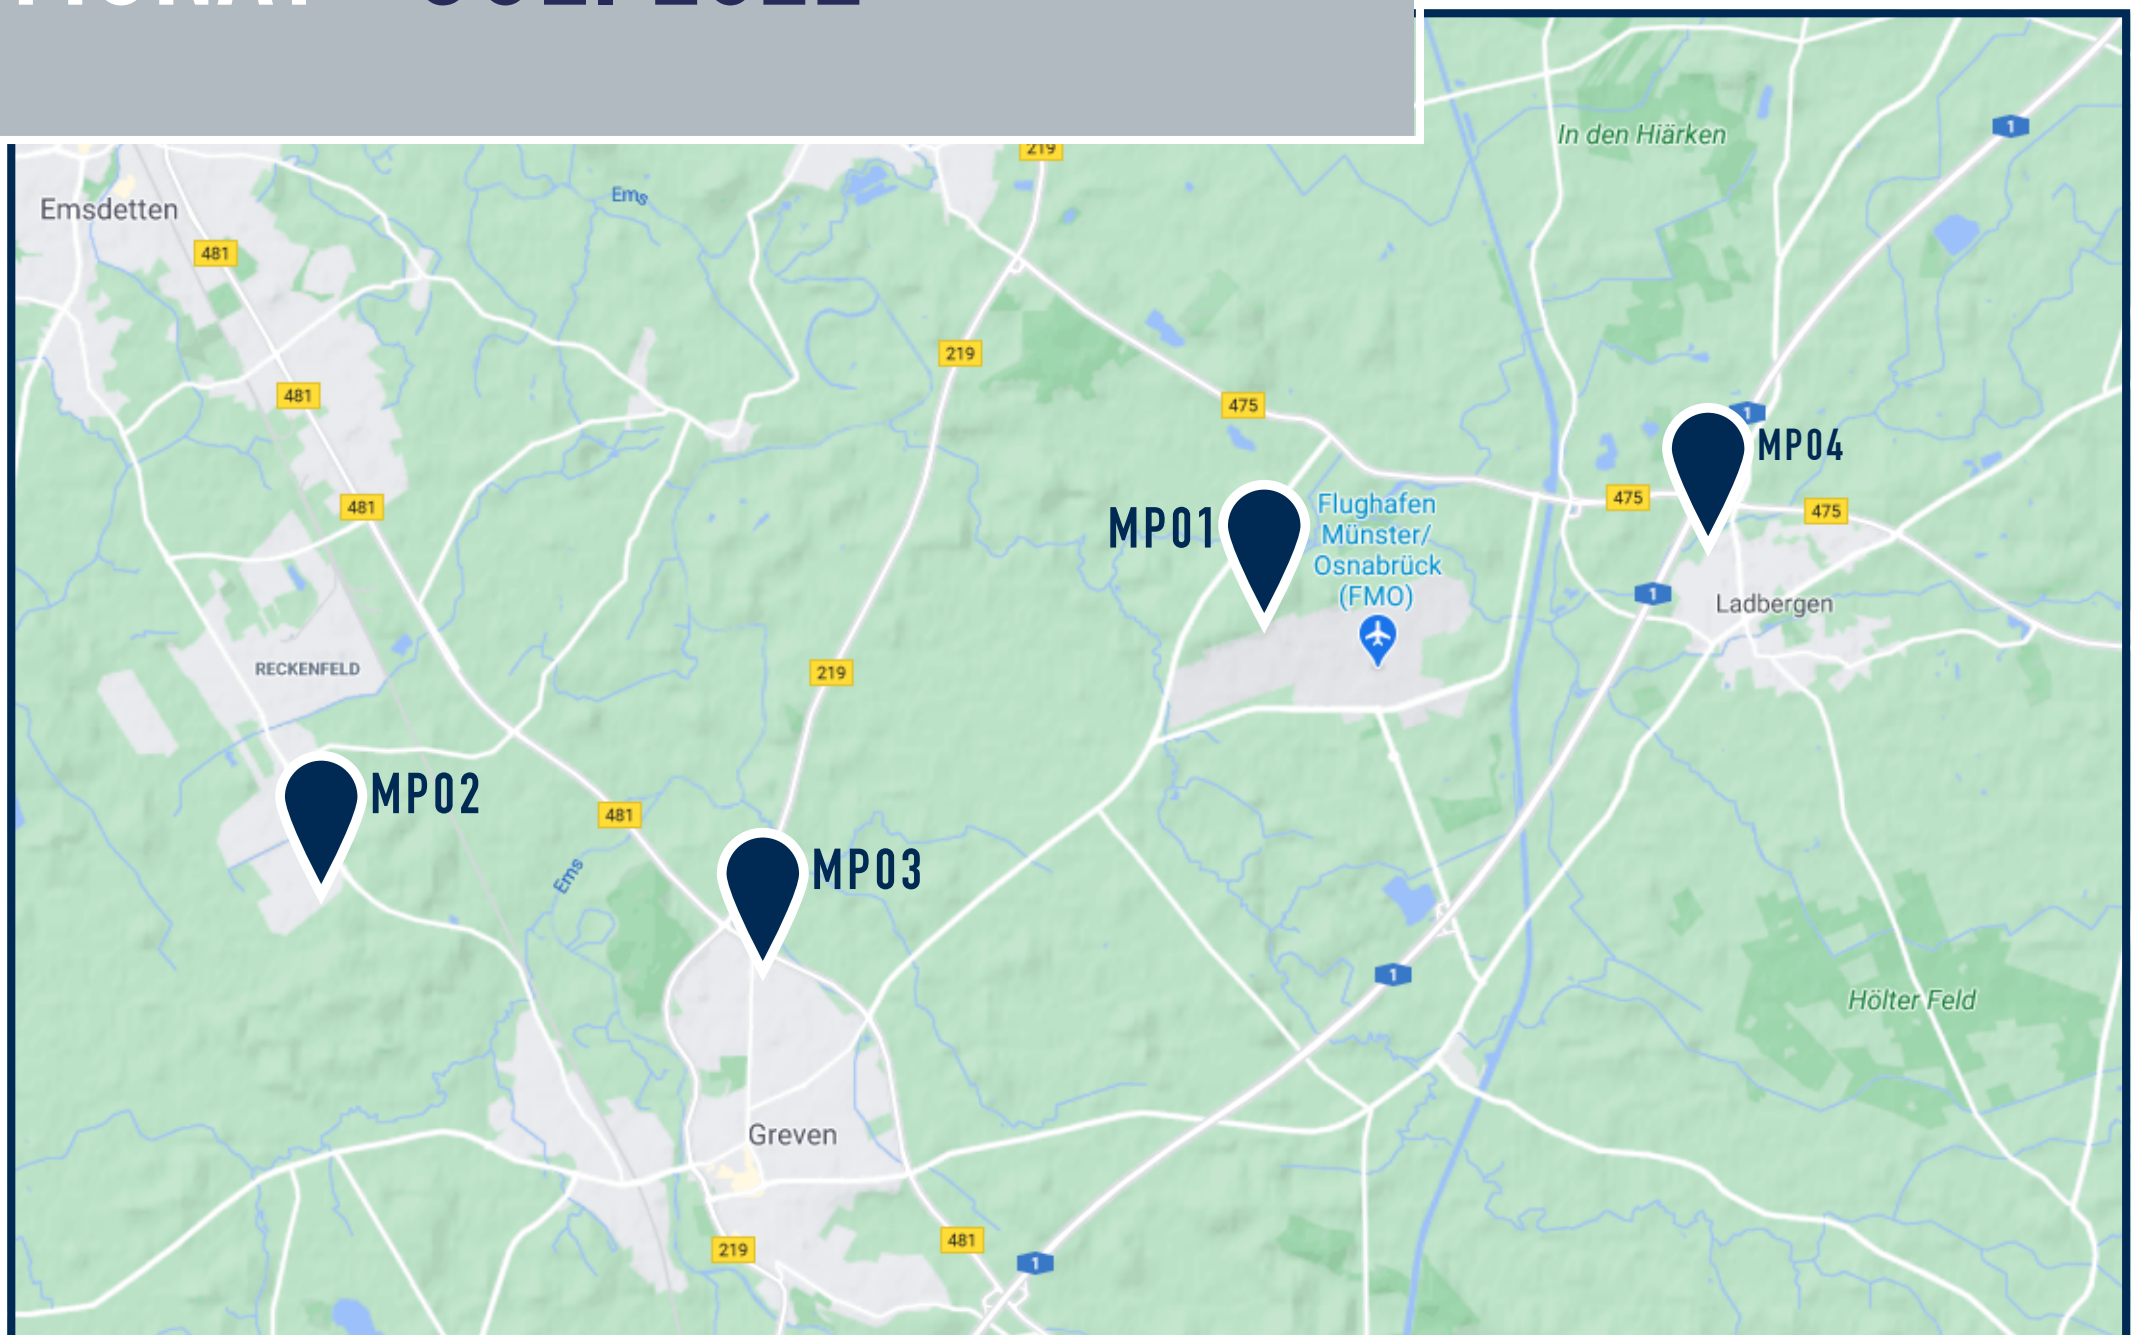 219
In den Hiärken
1
Emsdetten
Ems
481
219
481
475
1
MP04
475
475
481
MP01
Flughafen
Münster/
Osnabrück
(FMO)
1
Ladbergen
RECKENFELD
219
MP02
481
MP03
Ems
1
Hölter Feld
Greven
219
481
1